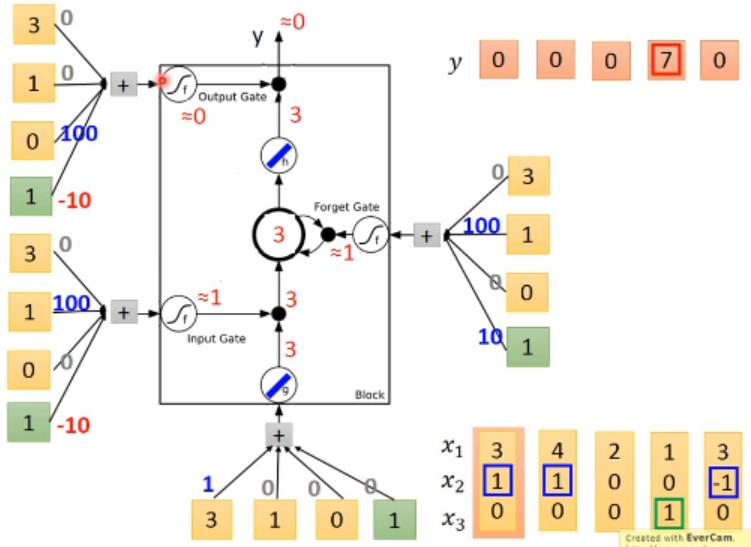 3 0
1 0
0 100
1 -10
+
f
Output Gate
≈0
y ≈0
3
h
Forget Gate
3
≈1
f
+
0 3
100 1
0 0
10 1
y 0 0 0 7 0
3 0
1 100
0 0
1 -10
+
f
≈1
Input Gate
3
3
g
Block
+
1 0 0 0
3 1 0 1
x₁ 3 4 2 1 3
x₂ 1 1 0 0 -1
x₃ 0 0 0 1 0
Created with EverCam.